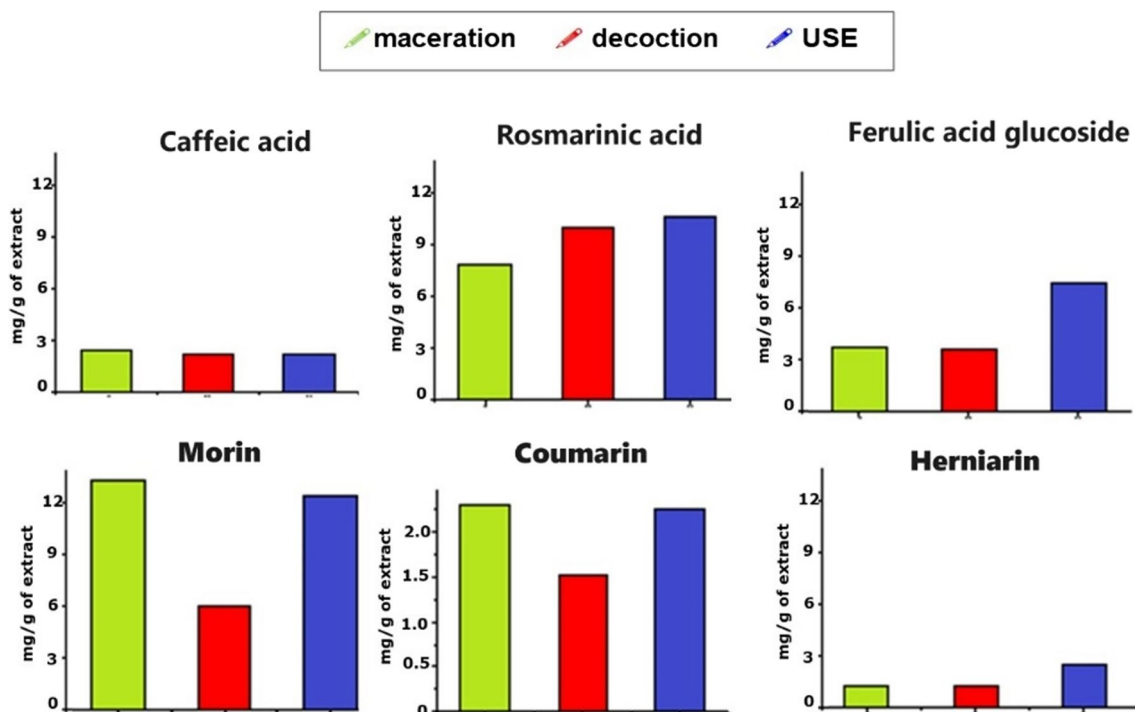 maceration decoction USE
Caffeic acid
12
9
6
3
0
mg/g of extract
Rosmarinic acid
12
9
6
3
0
mg/g of extract
Ferulic acid glucoside
12
9
6
3
0
mg/g of extract
Morin
12
9
6
3
0
mg/g of extract
Coumarin
2.0
1.5
1.0
0.5
0
mg/g of extract
Herniarin
12
9
6
3
0
mg/g of extract